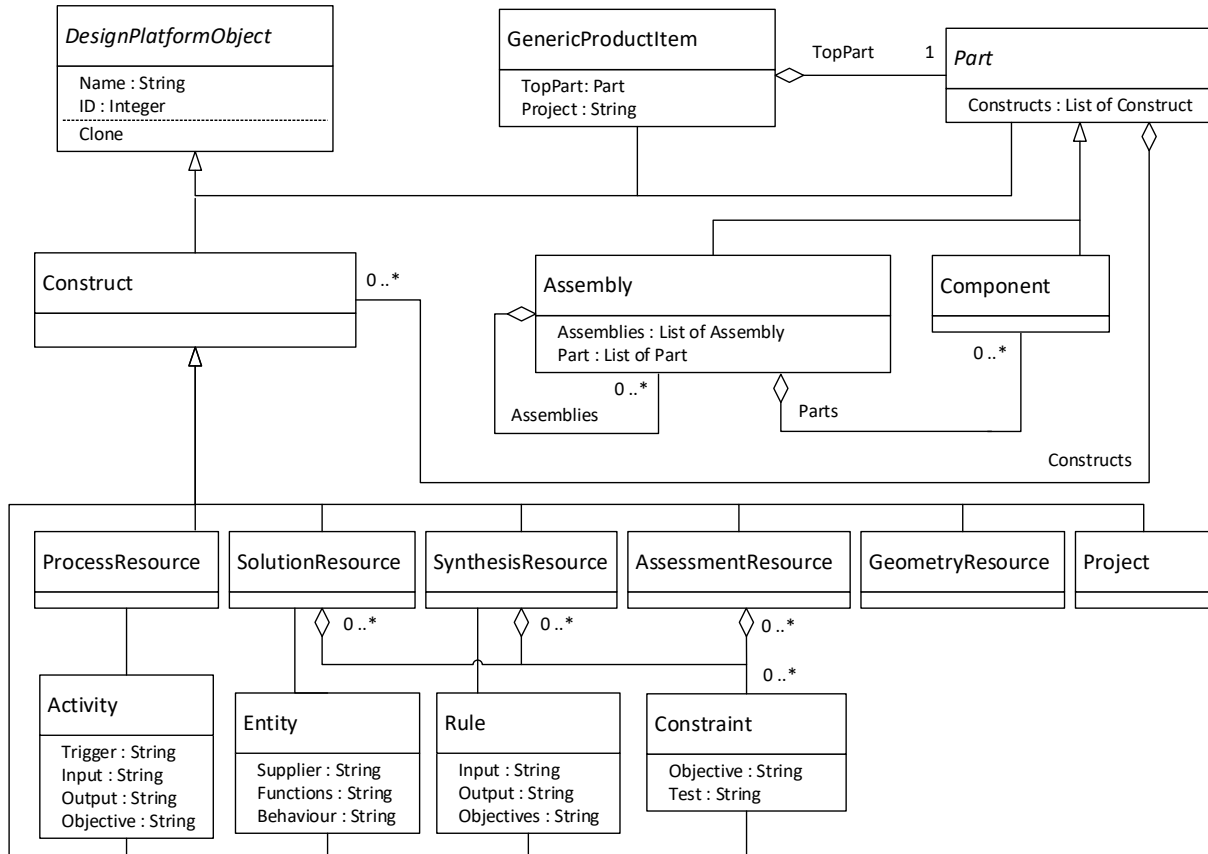 DesignPlatformObject
Name : String
ID : Integer
Clone
GenericProductItem
TopPart: Part
Project : String
TopPart
1
Part
Constructs : List of Construct
Construct
0 ..*
Assembly
Assemblies : List of Assembly
Part : List of Part
0 ..*
Assemblies
Parts
Component
0 ..*
Constructs
ProcessResource
SolutionResource
SynthesisResource
AssessmentResource
GeometryResource
Project
0 ..*
0 ..*
0 ..*
0 ..*
Activity
Trigger : String
Input : String
Output : String
Objective : String
Entity
Supplier : String
Functions : String
Behaviour : String
Rule
Input : String
Output : String
Objectives : String
Constraint
Objective : String
Test : String